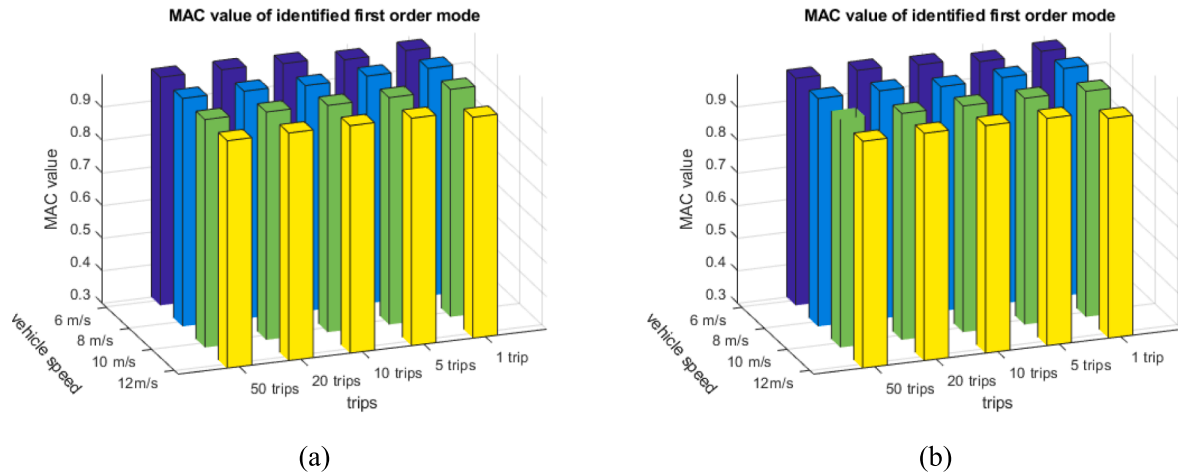 MAC value of identified first order mode
MAC value
0.9
0.8
0.7
0.6
0.5
0.4
0.3
6 m/s
8 m/s
10 m/s
12m/s
vehicle speed
50 trips
20 trips
10 trips
5 trips
1 trip
trips
(a)
MAC value of identified first order mode
MAC value
0.9
0.8
0.7
0.6
0.5
0.4
0.3
6 m/s
8 m/s
10 m/s
12m/s
vehicle speed
50 trips
20 trips
10 trips
5 trips
1 trip
trips
(b)